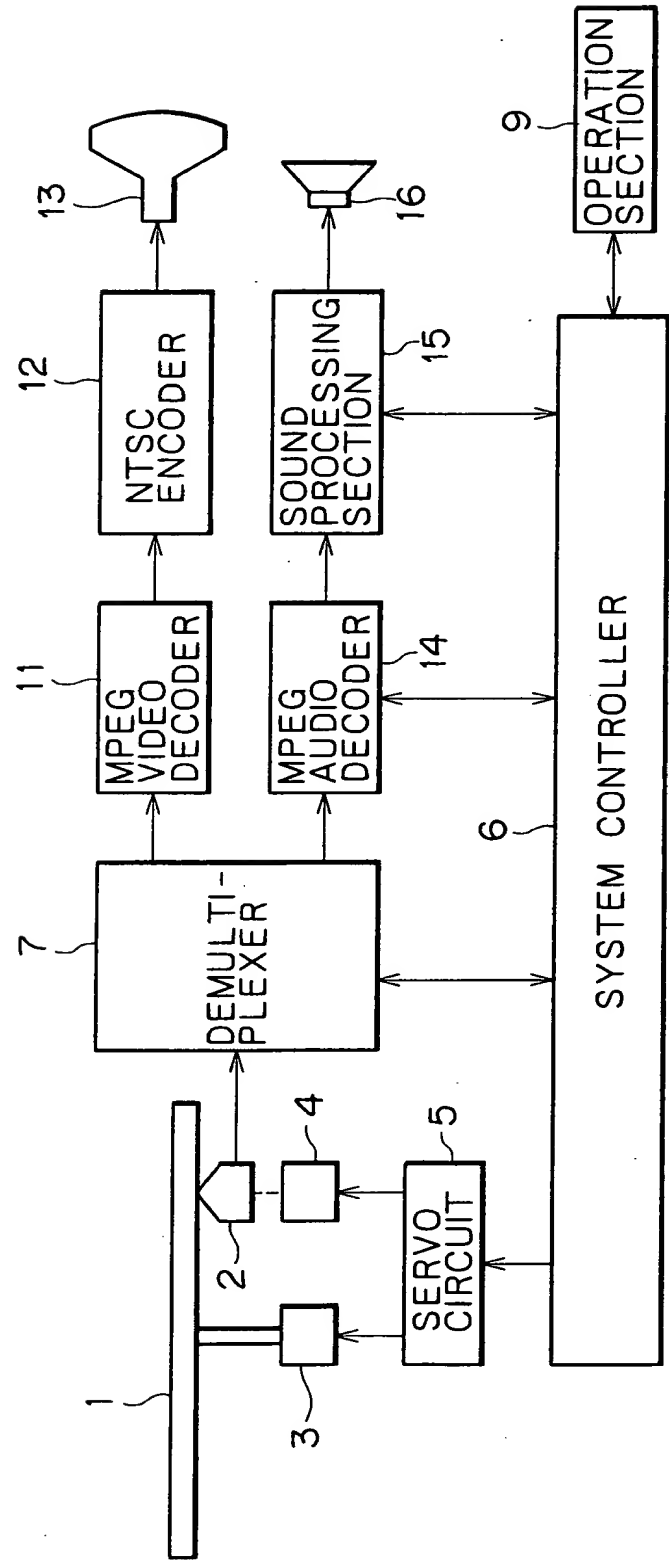 13
12
NTSC
ENCODER
11
MPEG
VIDEO
DECODER
7
DEMULTI-
PLEXER
16
15
SOUND
PROCESSING
SECTION
14
MPEG
AUDIO
DECODER
1
2
3
4
5
SERVO
CIRCUIT
6
SYSTEM CONTROLLER
9
OPERATION
SECTION